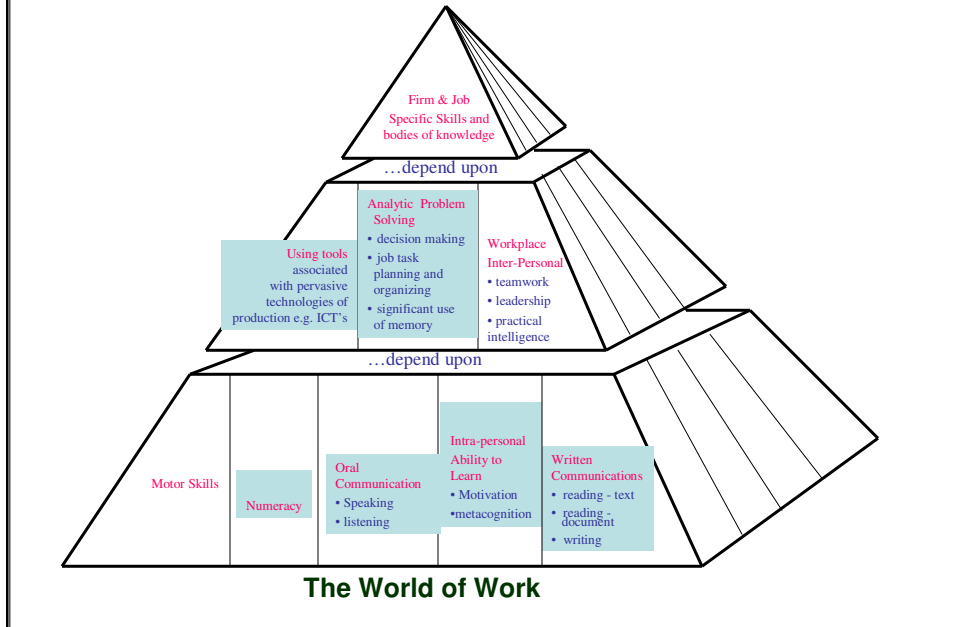 Firm & Job
Specific Skills and
bodies of knowledge
…depend upon
Using tools
associated
with pervasive
technologies of
production e.g. ICT’s
Analytic Problem
Solving
• decision making
• job task
planning and
organizing
• significant use
of memory
Workplace
Inter-Personal
• teamwork
• leadership
• practical
intelligence
…depend upon
Motor Skills
Numeracy
Oral
Communication
• Speaking
• listening
Intra-personal
Ability to
Learn
• Motivation
•metacognition
Written
Communications
• reading - text
• reading -
document
• writing
The World of Work